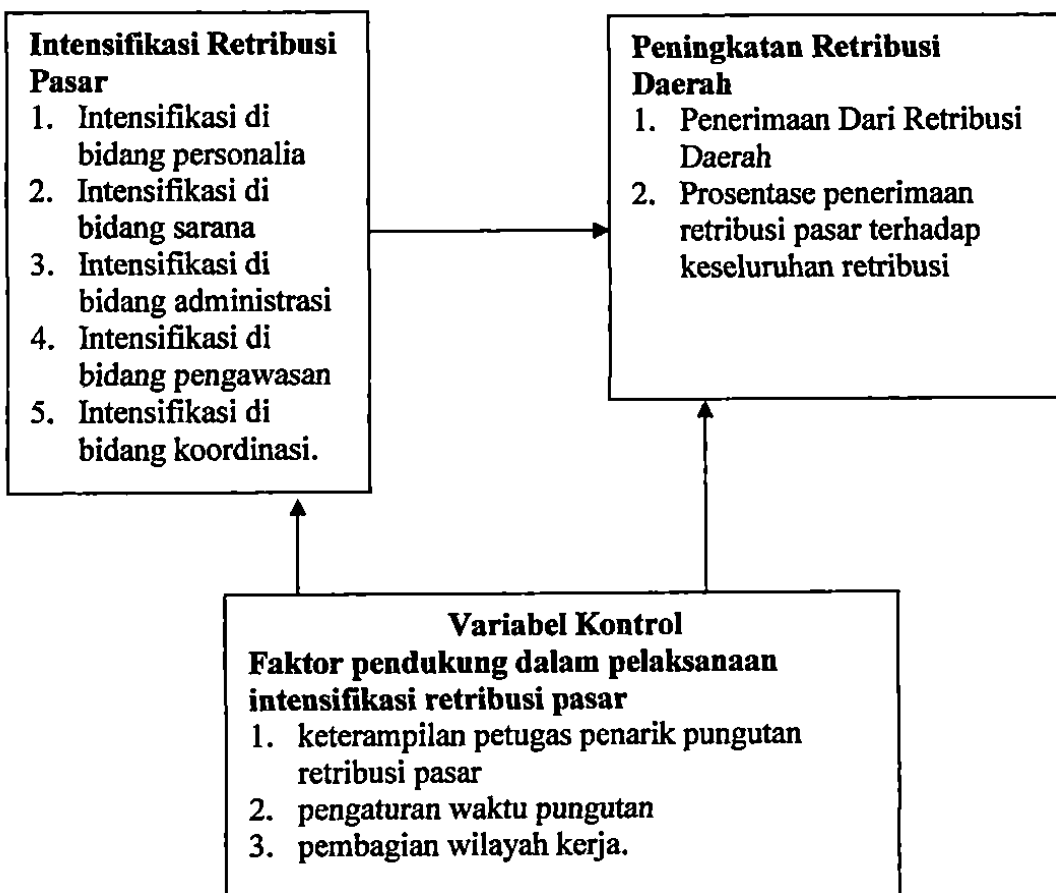 Intensifikasi Retribusi
Pasar
1. Intensifikasi di
bidang personalia
2. Intensifikasi di
bidang sarana
3. Intensifikasi di
bidang administrasi
4. Intensifikasi di
bidang pengawasan
5. Intensifikasi di
bidang koordinasi.
Peningkatan Retribusi
Daerah
1. Penerimaan Dari Retribusi
Daerah
2. Prosentase penerimaan
retribusi pasar terhadap
keseluruhan retribusi
Variabel Kontrol
Faktor pendukung dalam pelaksanaan
intensifikasi retribusi pasar
1. keterampilan petugas penarik pungutan
retribusi pasar
2. pengaturan waktu pungutan
3. pembagian wilayah kerja.